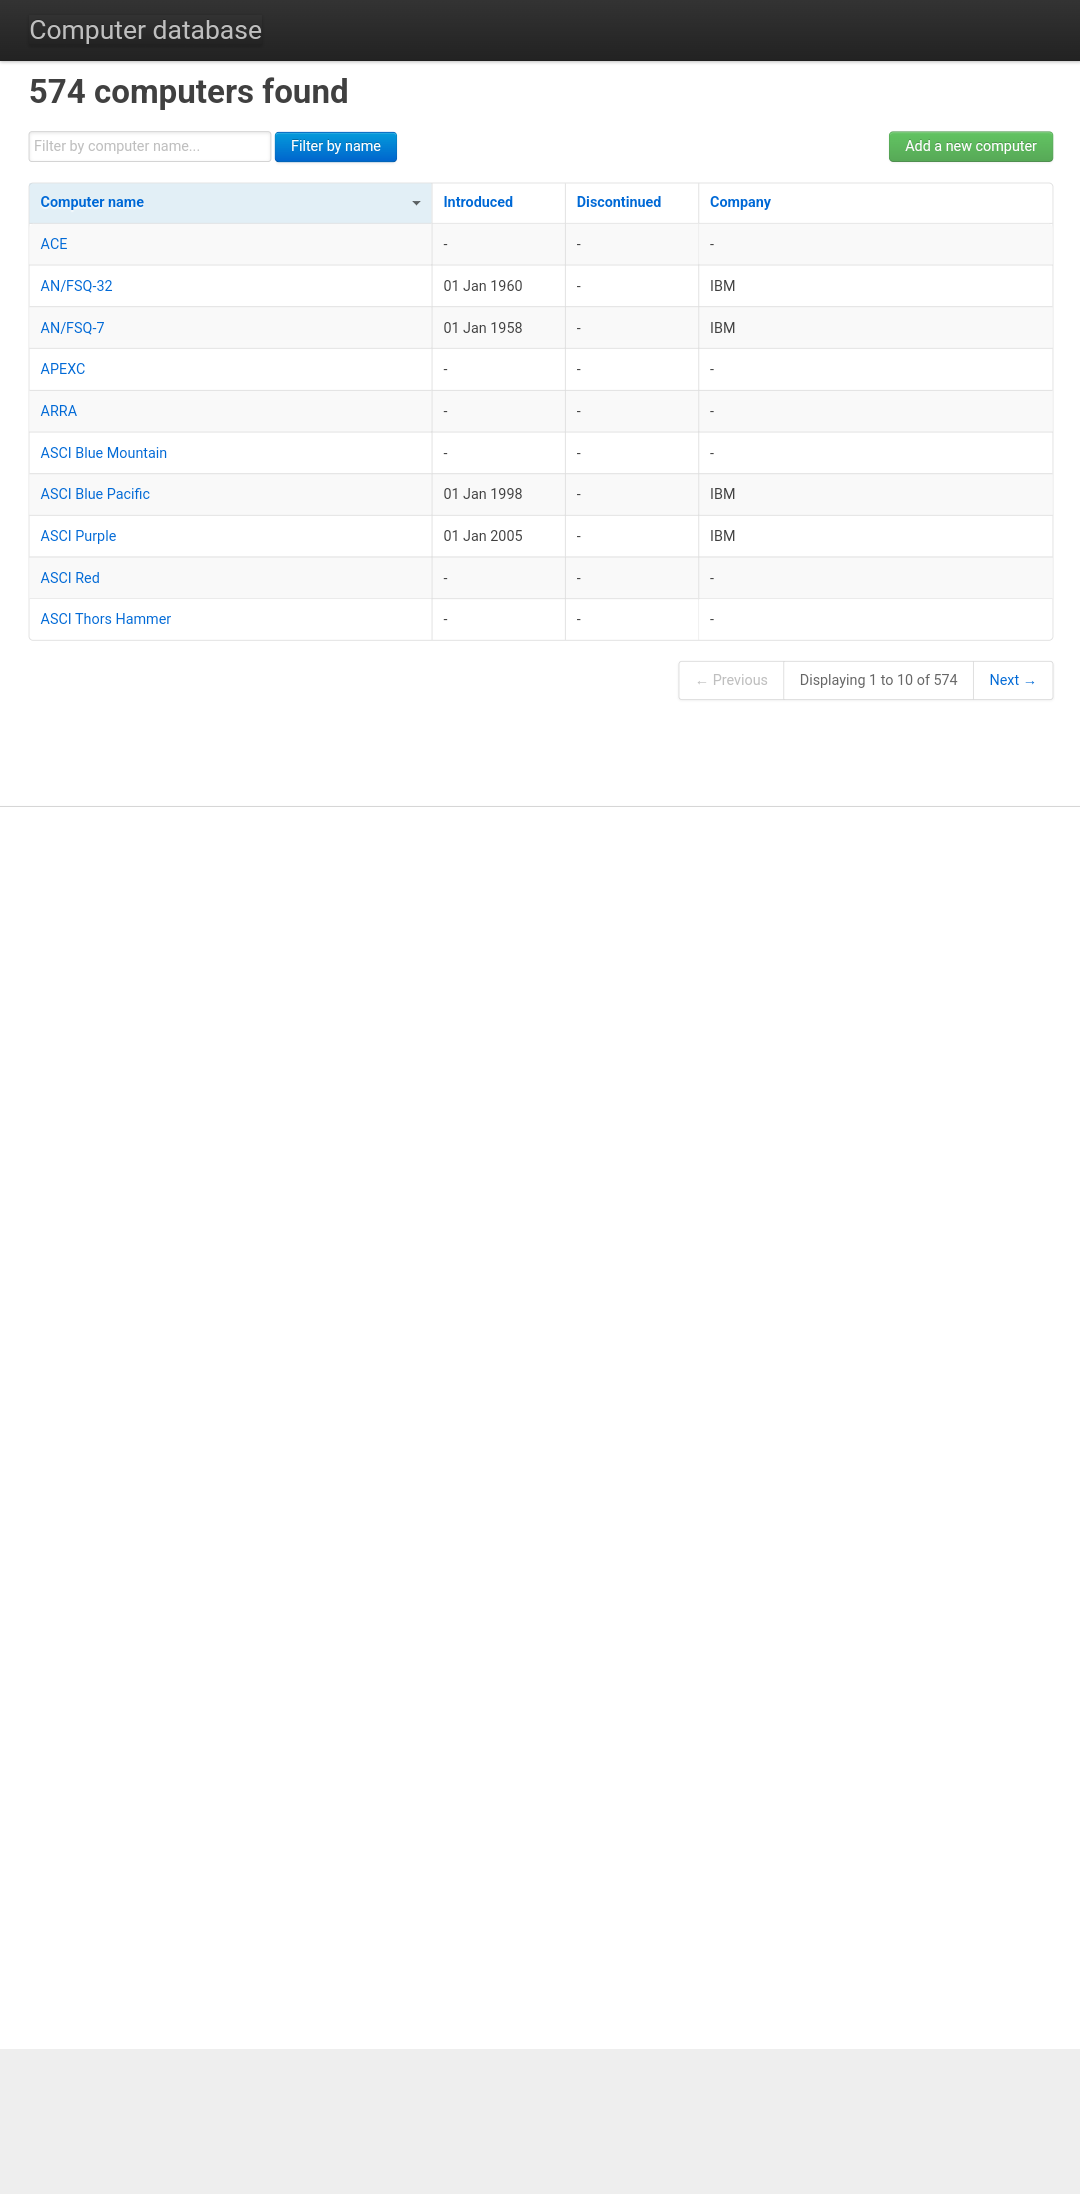 Computer database
574 computers found
Filter by computer name... Filter by name Add a new computer
Computer name Introduced Discontinued Company
ACE - - -
AN/FSQ-32 01 Jan 1960 - IBM
AN/FSQ-7 01 Jan 1958 - IBM
APEXC - - -
ARRA - - -
ASCI Blue Mountain - - -
ASCI Blue Pacific 01 Jan 1998 - IBM
ASCI Purple 01 Jan 2005 - IBM
ASCI Red - - -
ASCI Thors Hammer - - -
← Previous Displaying 1 to 10 of 574 Next →